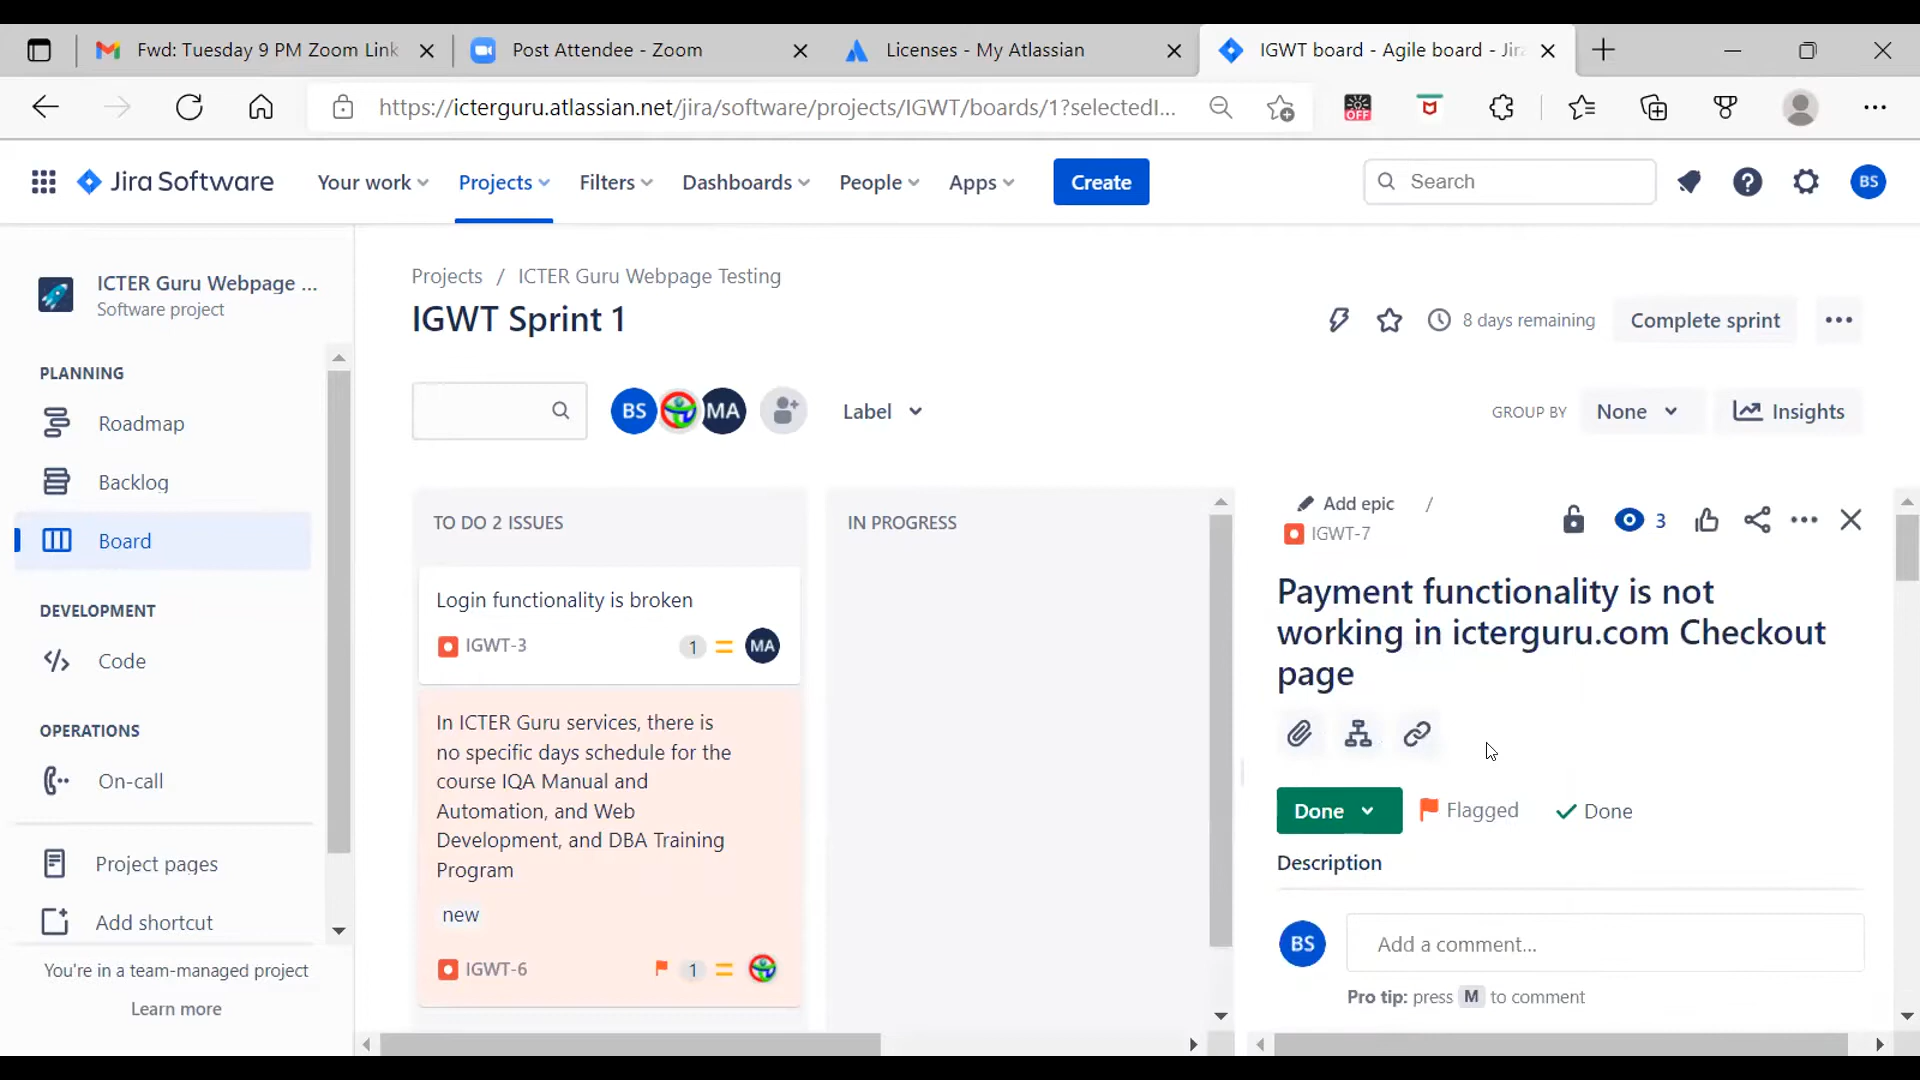 Fwd: Tuesday 9 PM Zoom Link
Post Attendee - Zoom
Licenses - My Atlassian
IGWT board - Agile board - Jira
https://icterguru.atlassian.net/jira/software/projects/IGWT/boards/1?selectedI...
OFF
Jira Software
Your work
Projects
Filters
Dashboards
People
Apps
Create
Search
BS
ICTER Guru Webpage ...
Software project
PLANNING
Roadmap
Backlog
Board
DEVELOPMENT
Code
OPERATIONS
On-call
Project pages
Add shortcut
You're in a team-managed project
Learn more
Projects / ICTER Guru Webpage Testing
IGWT Sprint 1
8 days remaining
Complete sprint
BS
MA
Label
GROUP BY
None
Insights
TO DO 2 ISSUES
Login functionality is broken
IGWT-3
1
MA
In ICTER Guru services, there is
no specific days schedule for the
course IQA Manual and
Automation, and Web
Development, and DBA Training
Program
new
IGWT-6
1
IN PROGRESS
Add epic /
IGWT-7
3
Payment functionality is not
working in icterguru.com Checkout
page
Done
Flagged
Done
Description
BS
Add a comment...
Pro tip: press M to comment